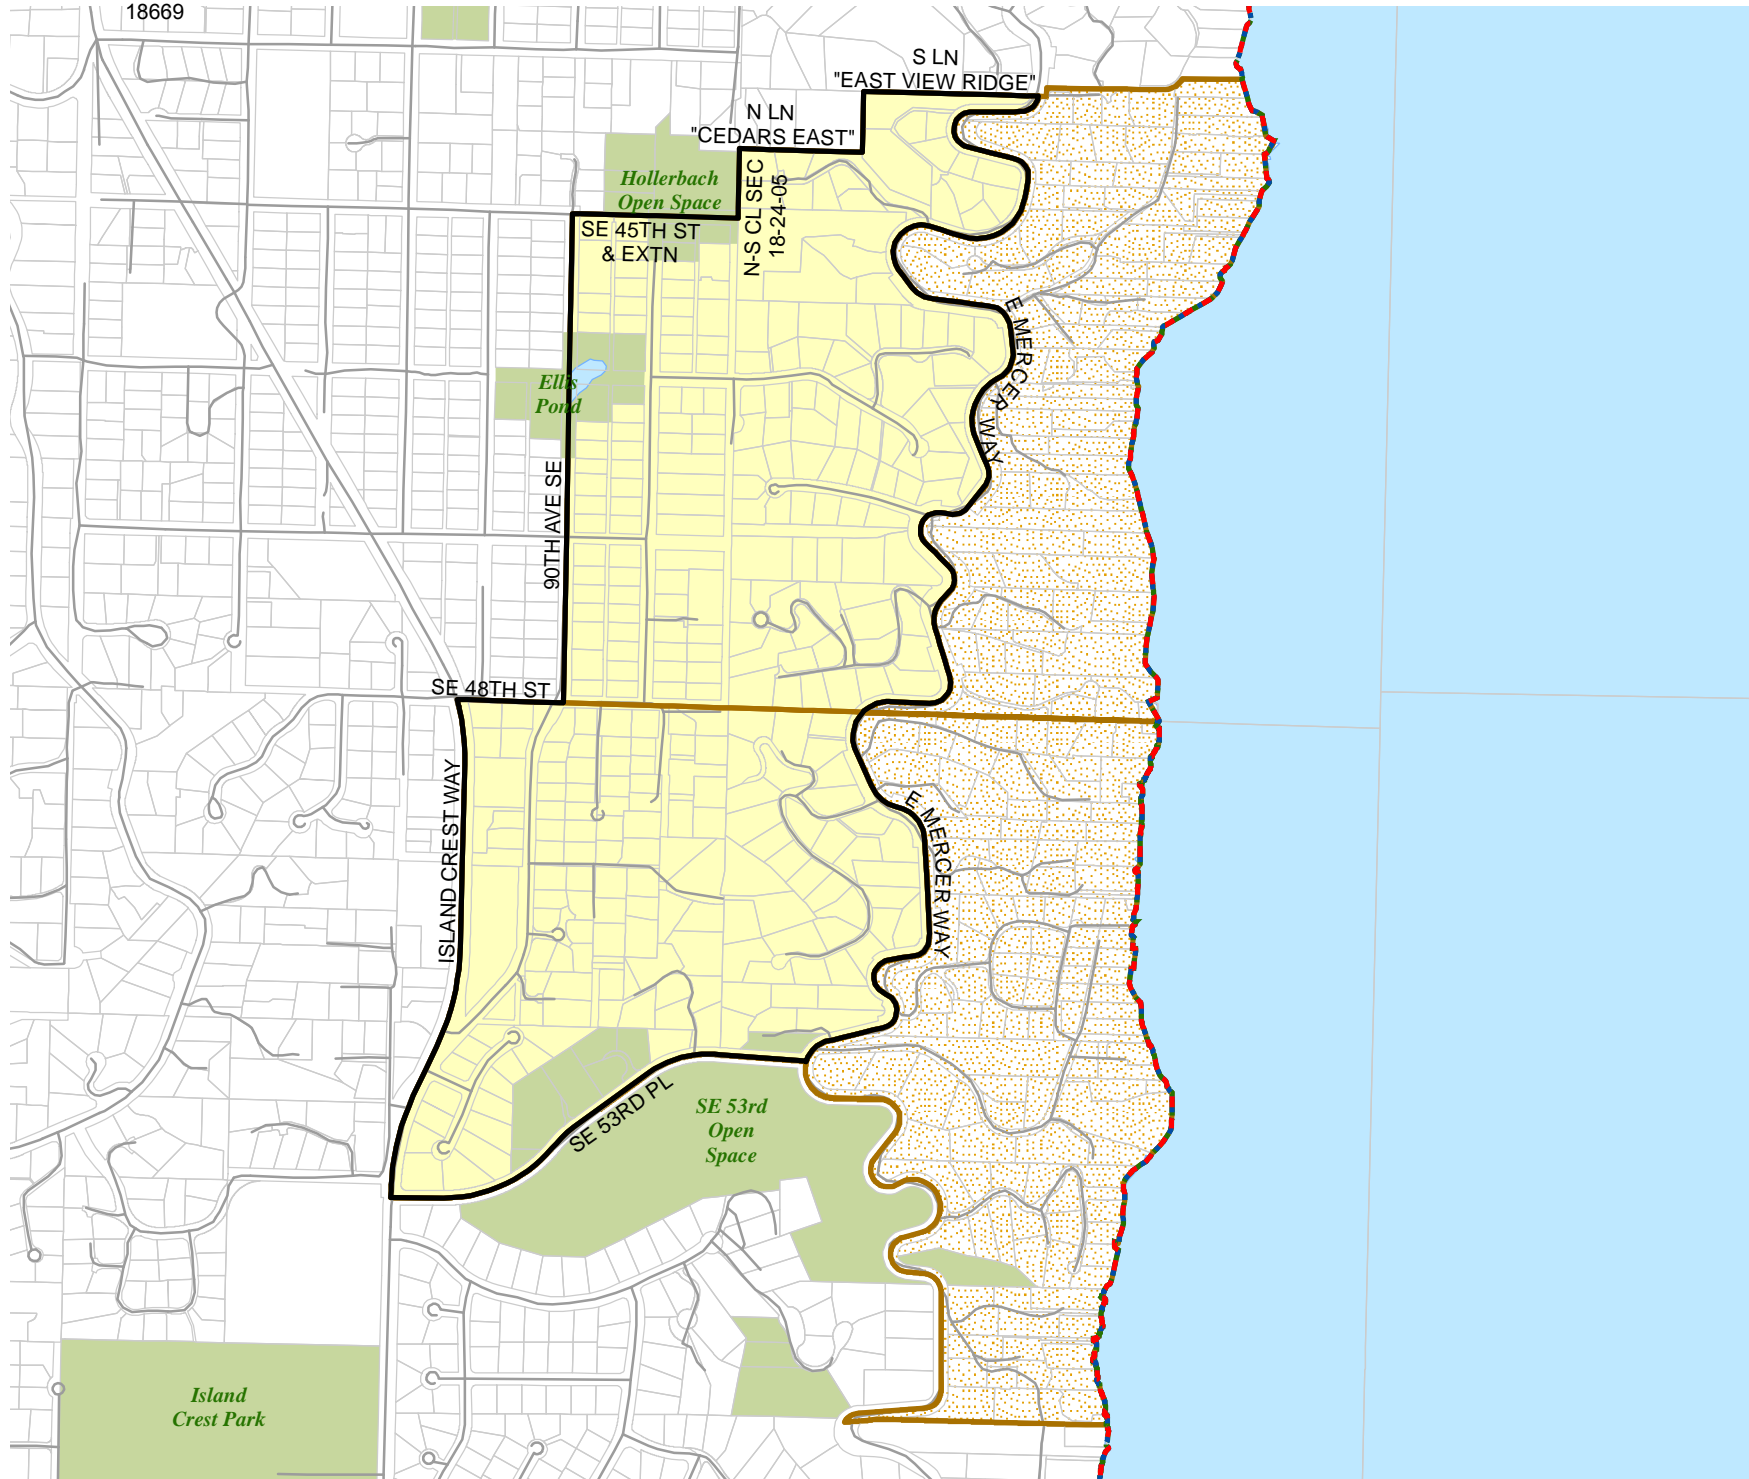 18669
S LN
"EAST VIEW RIDGE"
N LN
"CEDARS EAST"
Hollerbach
Open Space
N-S CL SEC
18-24-05
SE 45TH ST
& EXTN
E MERCER WAY
Ellis
Pond
90TH AVE SE
SE 48TH ST
ISLAND CREST WAY
E MERCER WAY
SE 53RD PL
SE 53rd
Open
Space
Island
Crest Park